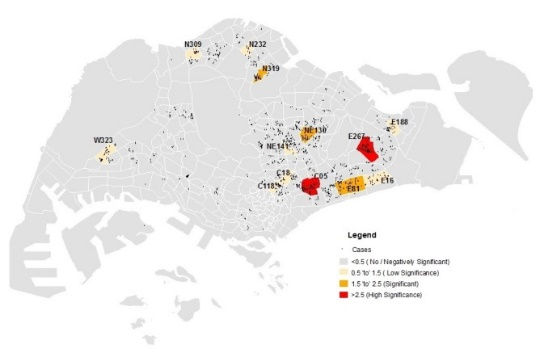 N309
N232
N319
E188
NE130
E267
W323
NE141
C18
C05
C118
E81
E16
Legend
Cases
<0.5 ( No / Negatively Significant)
0.5 'to' 1.5 ( Low Significance)
1.5 'to' 2.5 (Significant)
>2.5 (High Significance)